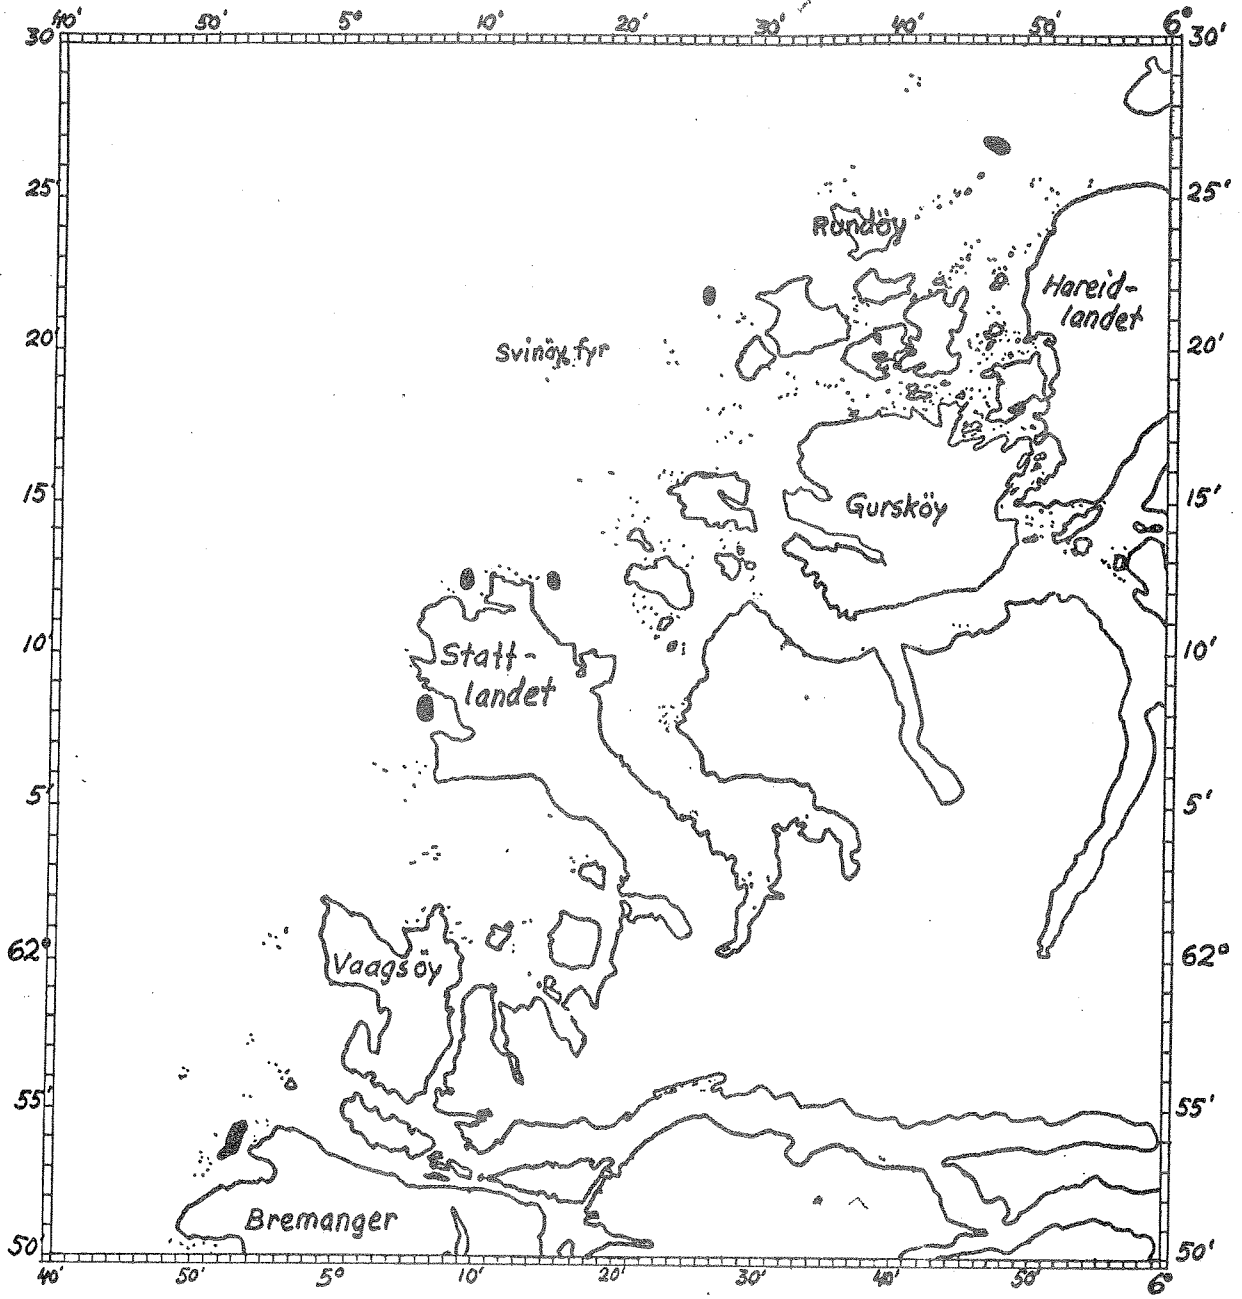 40' 50' 5° 10' 20' 30' 40' 50' 6°
30' 30'
25' 25'
Rundöy
Hareid-
landet
20' 20'
Svinöy fyr
15' 15'
Gursköy
10' 10'
Statt-
landet
5' 5'
62° 62°
Vaagsöy
55' 55'
Bremanger
50' 50'
40' 50' 5° 10' 20' 30' 40' 50' 6°